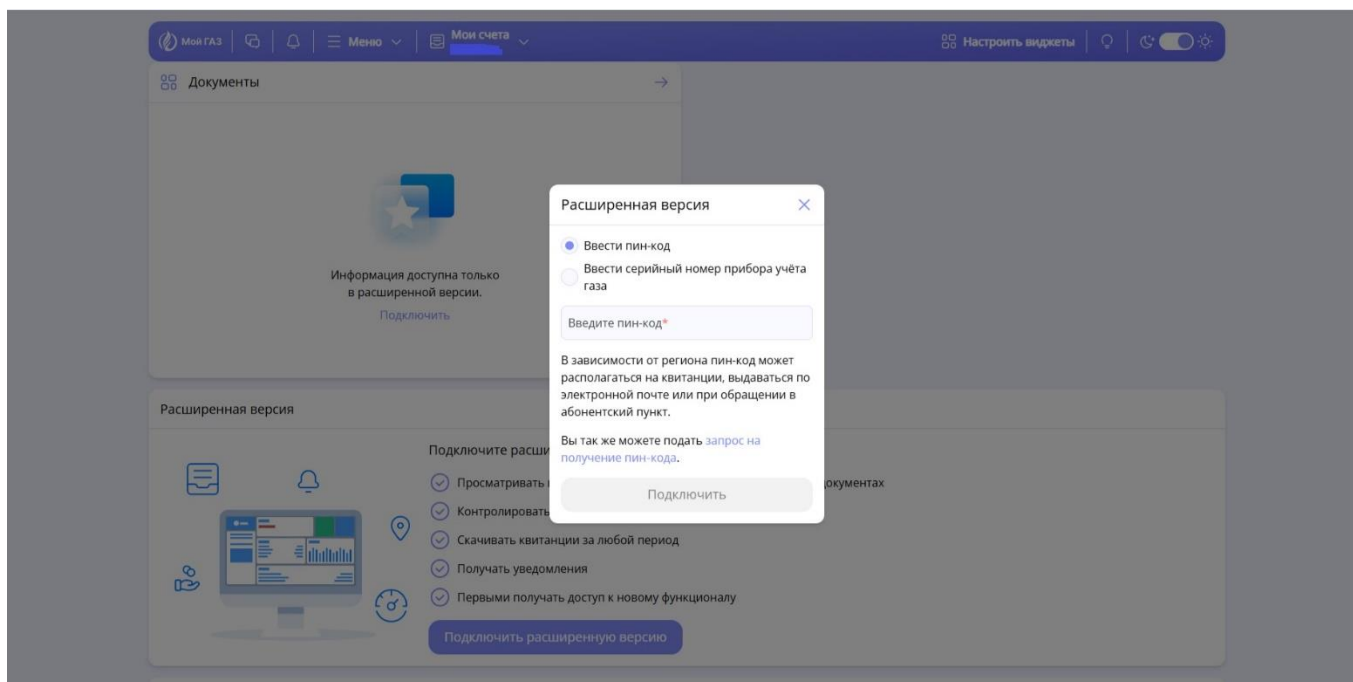 Мой ГАЗ
Меню
Мои счета
Настроить виджеты
Документы
Информация доступна только
в расширенной версии.
Подключить
Расширенная версия
Ввести пин-код
Ввести серийный номер прибора учёта
газа
Введите пин-код*
В зависимости от региона пин-код может
располагаться на квитанции, выдаваться по
электронной почте или при обращении в
абонентский пункт.
Вы так же можете подать запрос на
получение пин-кода.
Подключить
Расширенная версия
Подключите
Просматривать
Контролировать
Скачивать квитанции за любой период
Получать уведомления
Первыми получать доступ к новому функционалу
Подключить расширенную версию